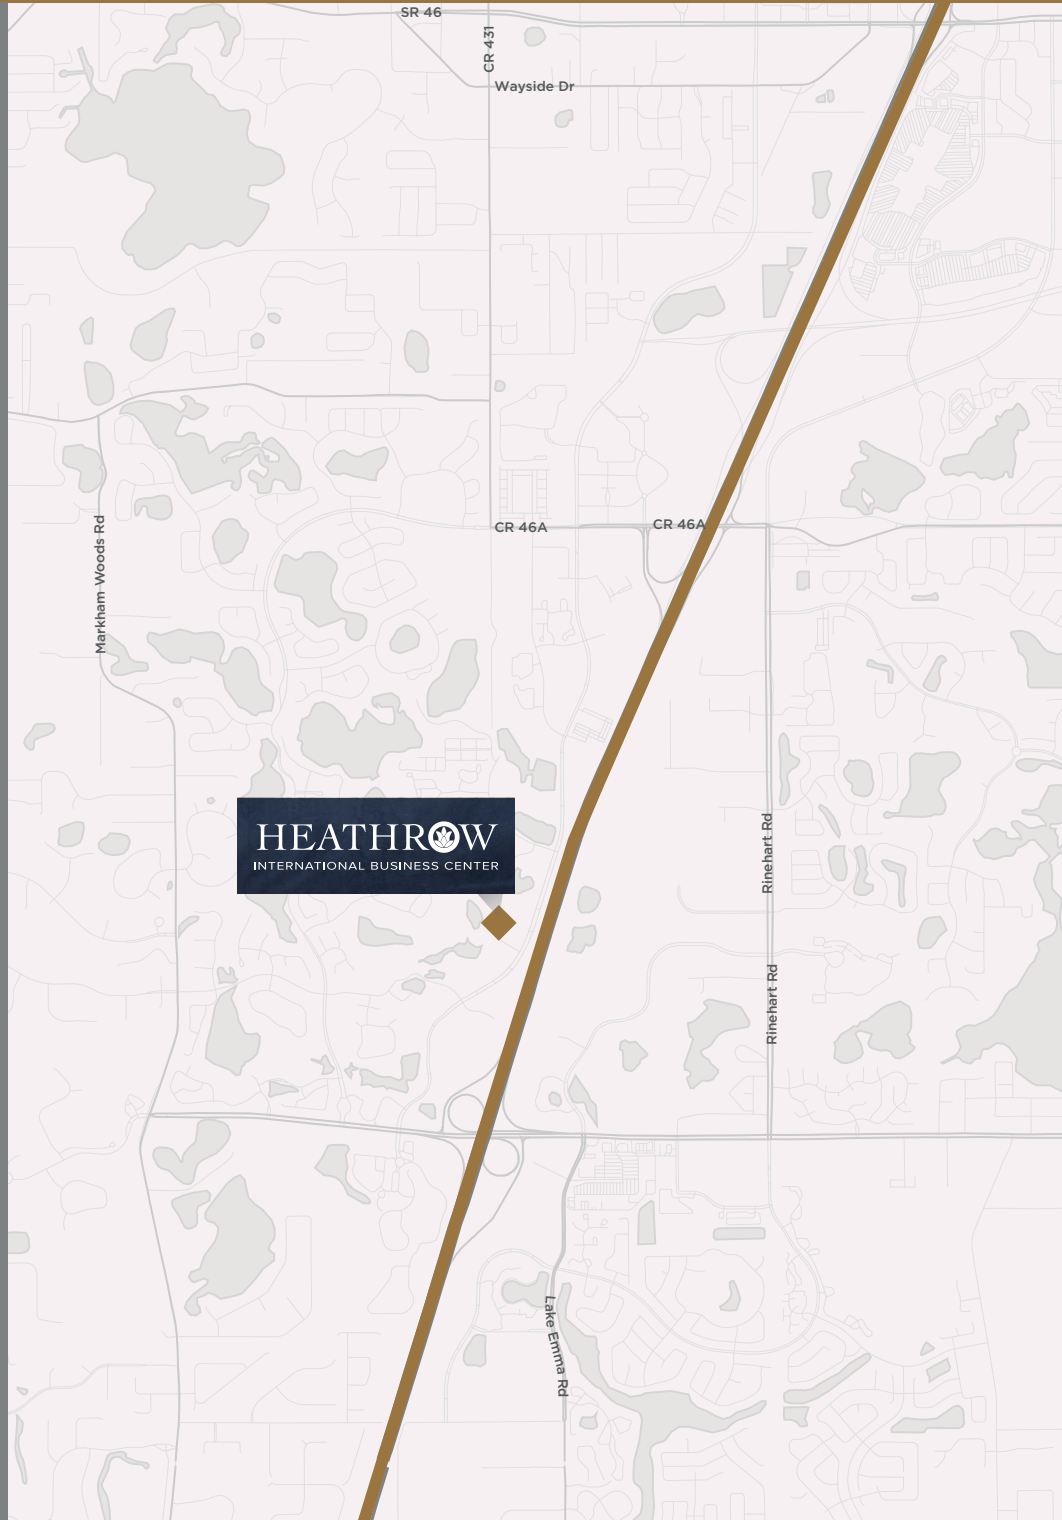 SR 46
CR 431
Wayside Dr
CR 46A
CR 46A
Markham Woods Rd
Rinehart Rd
HEATHROW
INTERNATIONAL BUSINESS CENTER
Rinehart Rd
Lake Emma Rd